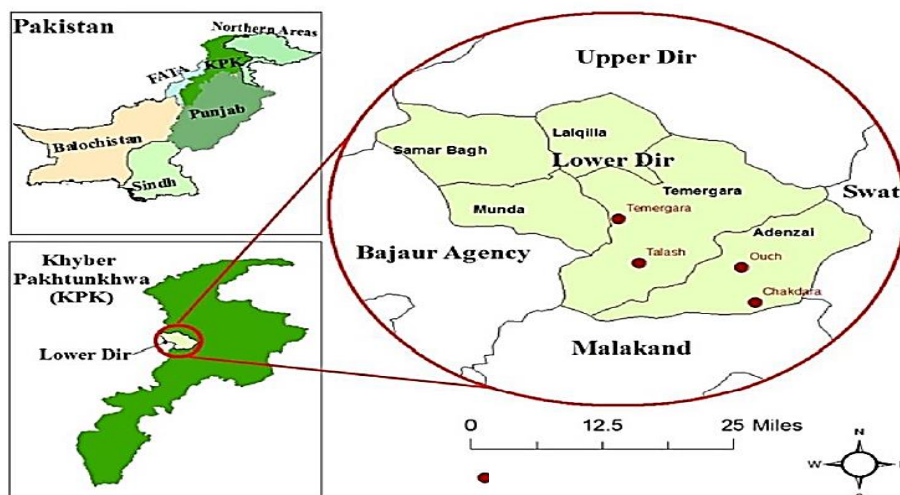 Pakistan
Northern Areas
KPK
FATA
Punjab
Balochistan
Sindh
Khyber
Pakhtunkhwa
(KPK)
Lower Dir
Upper Dir
Lalqilla
Samar Bagh
Lower Dir
Temergara
Swat
Munda
Temergara
Adenzai
Bajaur Agency
Talash
Ouch
Chakdara
Malakand
0 12.5 25 Miles
N
W